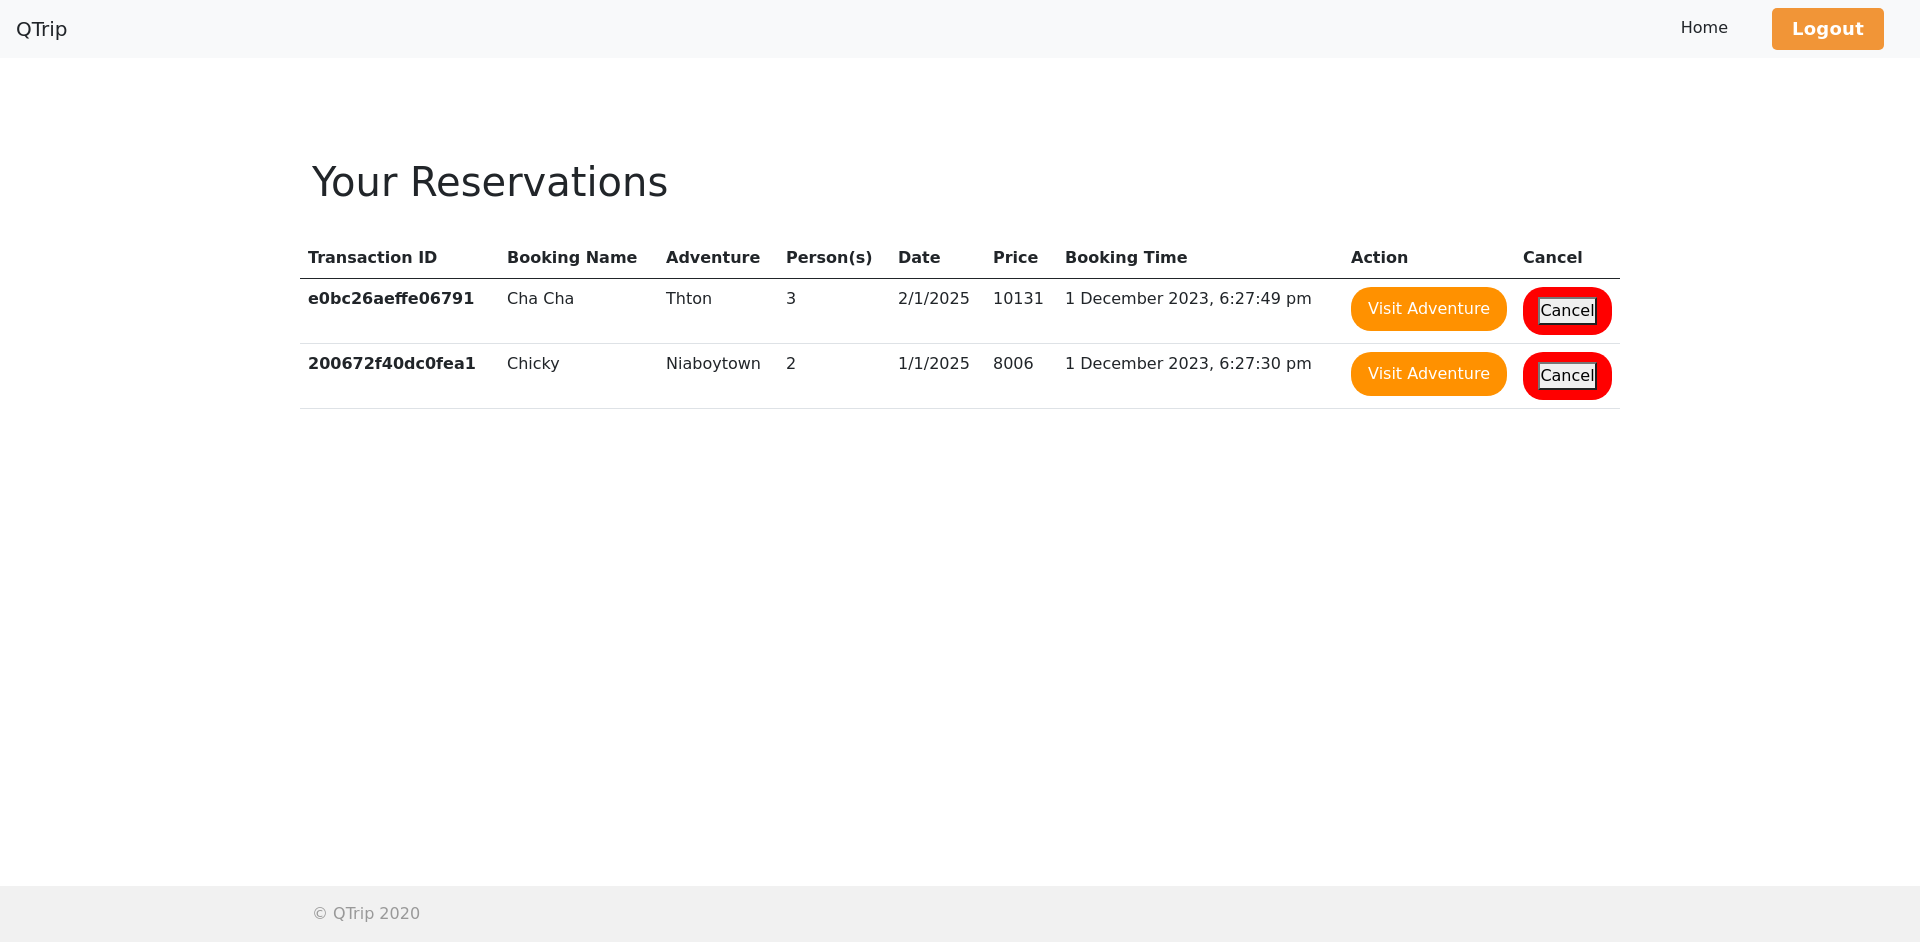 QTrip Home Logout
Your Reservations
Transaction ID Booking Name Adventure Person(s) Date Price Booking Time Action Cancel
e0bc26aeffe06791 Cha Cha Thton 3 2/1/2025 10131 1 December 2023, 6:27:49 pm Visit Adventure Cancel
200672f40dc0fea1 Chicky Niaboytown 2 1/1/2025 8006 1 December 2023, 6:27:30 pm Visit Adventure Cancel
© QTrip 2020